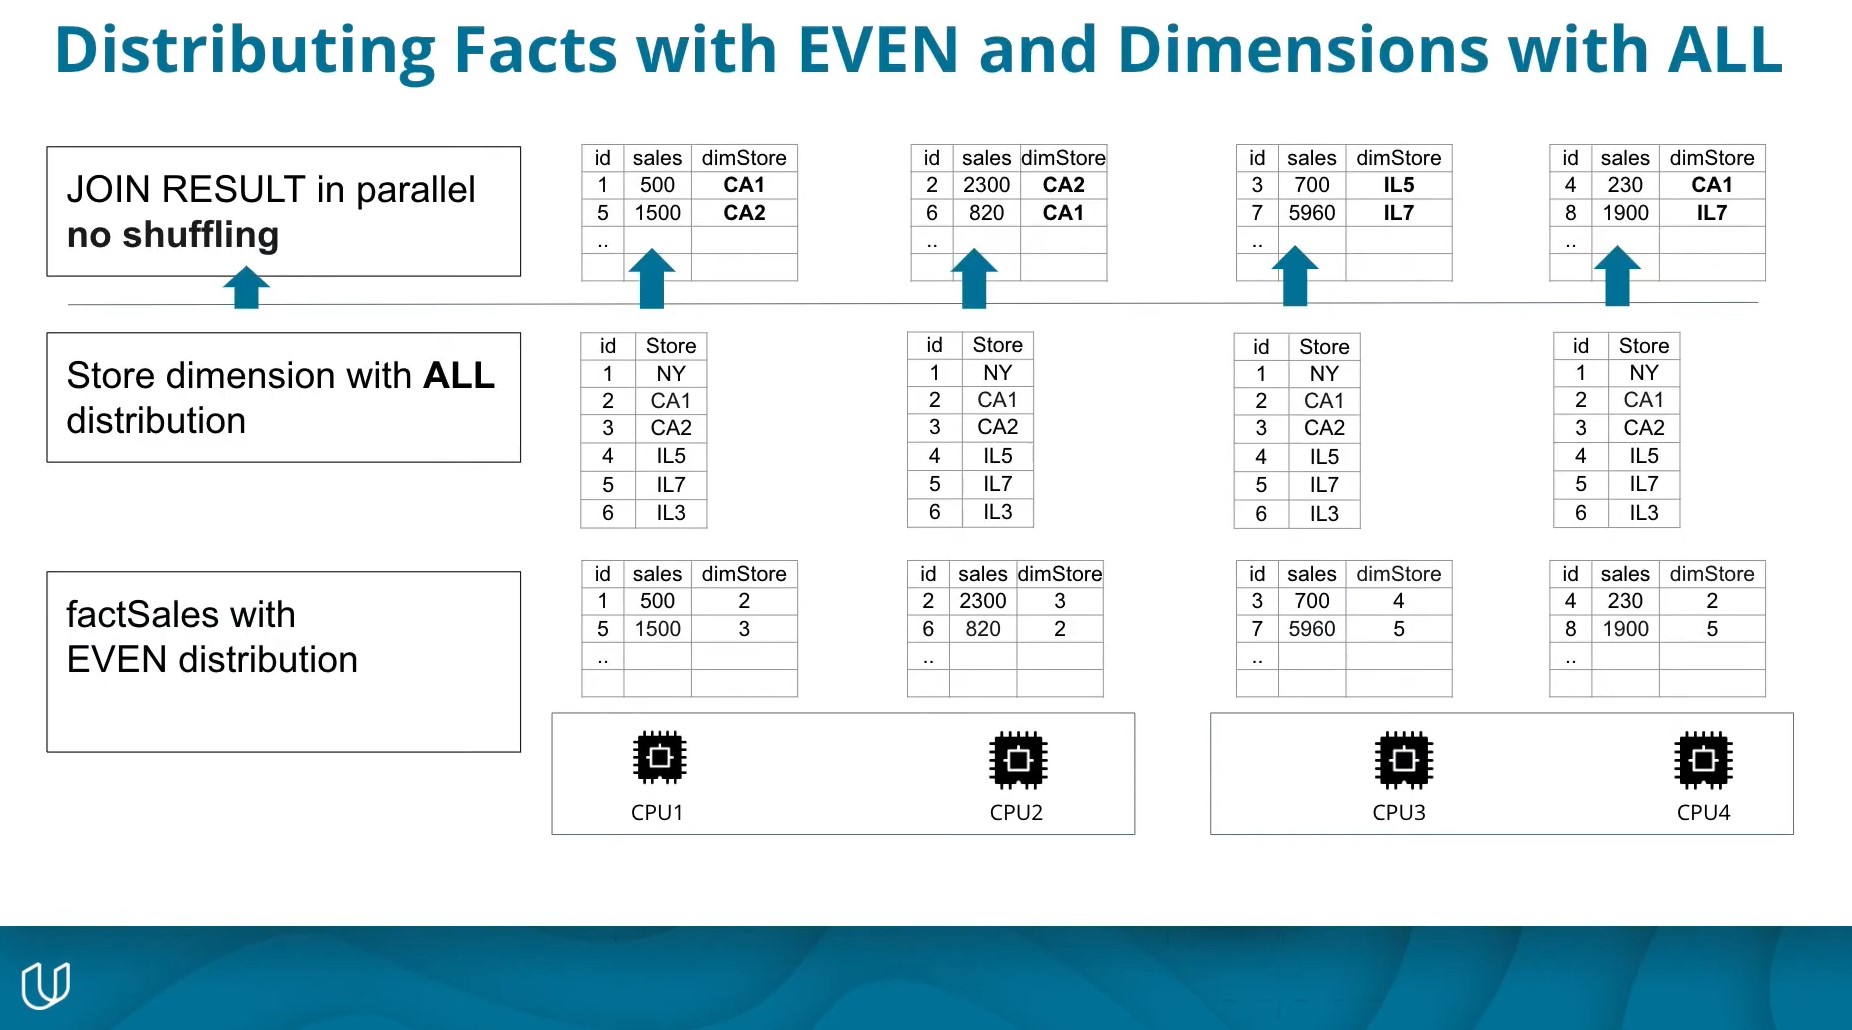 Distributing Facts with EVEN and Dimensions with ALL
JOIN RESULT in parallel
no shuffling
id sales dimStore
1 500 CA1
5 1500 CA2
..
id sales dimStore
2 2300 CA2
6 820 CA1
..
id sales dimStore
3 700 IL5
7 5960 IL7
..
id sales dimStore
4 230 CA1
8 1900 IL7
..
Store dimension with ALL
distribution
id Store
1 NY
2 CA1
3 CA2
4 IL5
5 IL7
6 IL3
id Store
1 NY
2 CA1
3 CA2
4 IL5
5 IL7
6 IL3
id Store
1 NY
2 CA1
3 CA2
4 IL5
5 IL7
6 IL3
id Store
1 NY
2 CA1
3 CA2
4 IL5
5 IL7
6 IL3
factSales with
EVEN distribution
id sales dimStore
1 500 2
5 1500 3
..
id sales dimStore
2 2300 3
6 820 2
..
id sales dimStore
3 700 4
7 5960 5
..
id sales dimStore
4 230 2
8 1900 5
..
CPU1
CPU2
CPU3
CPU4